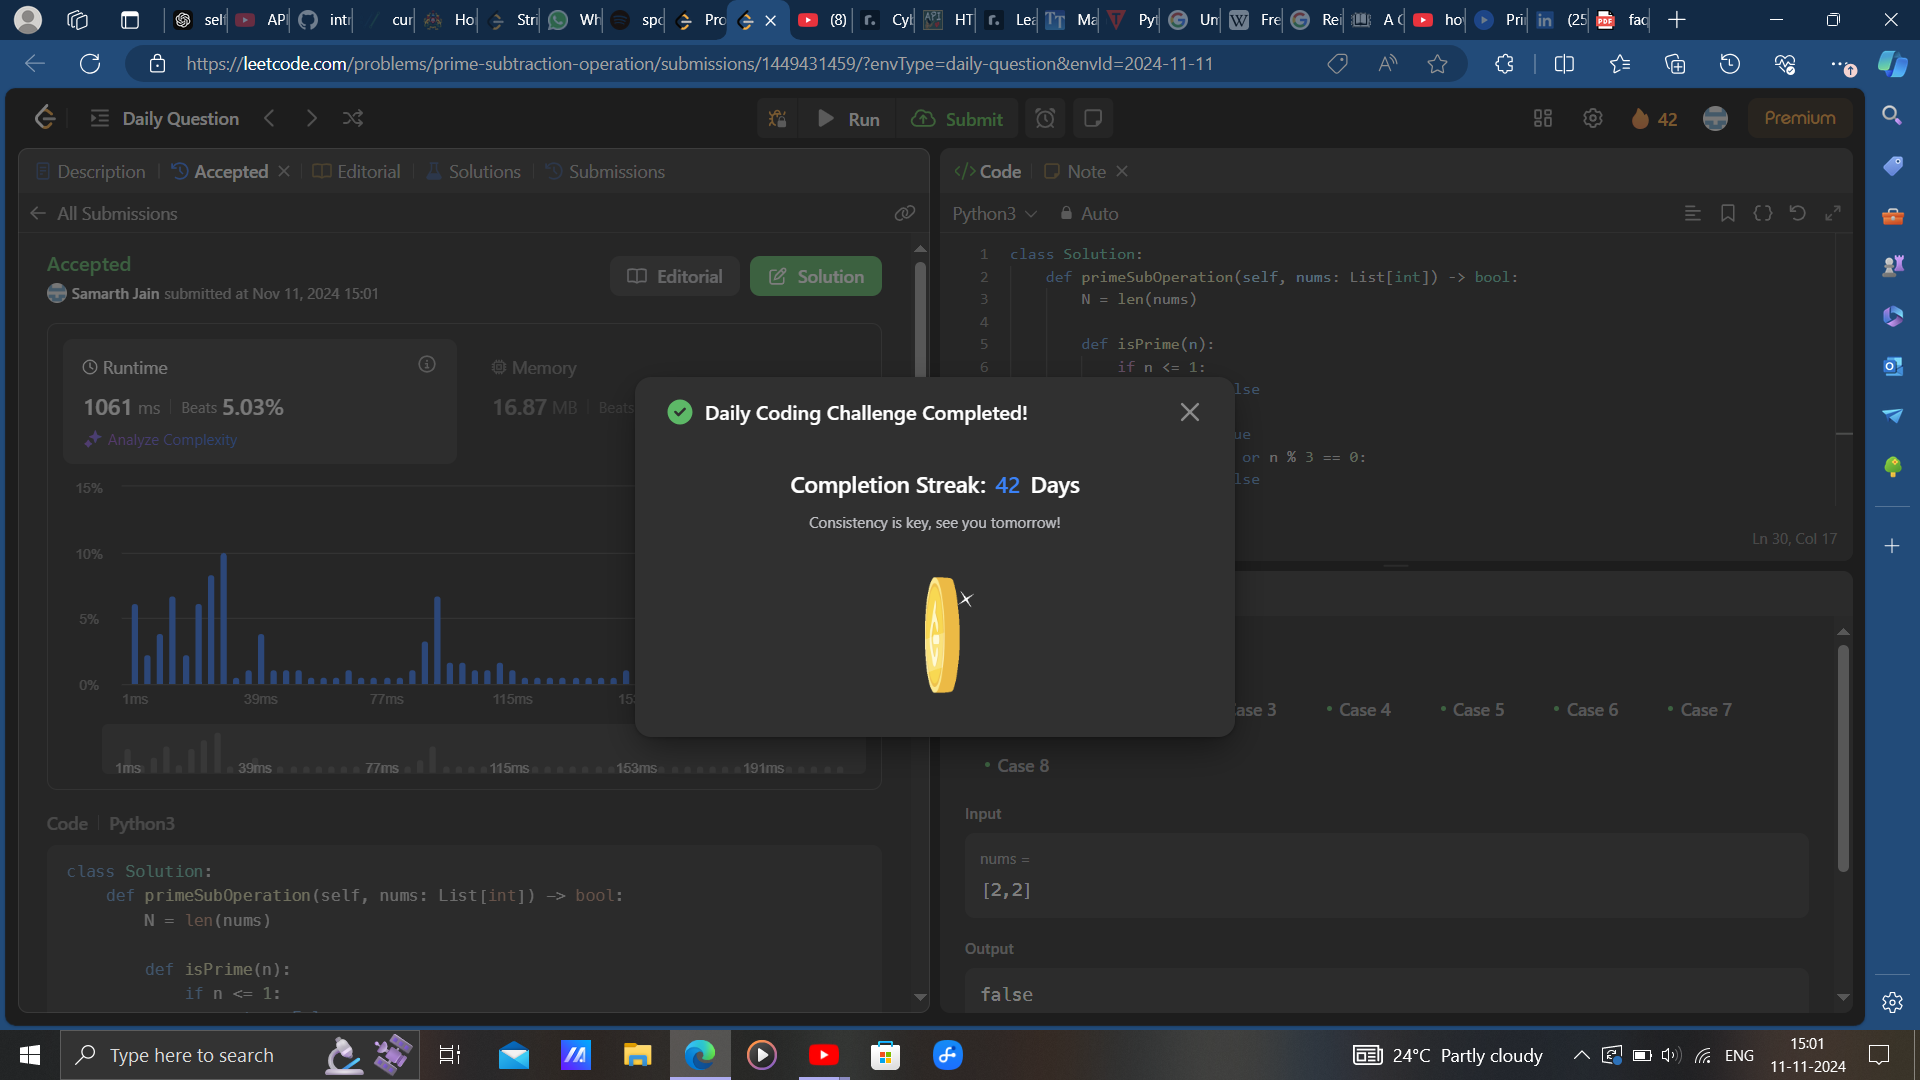 self
API
intr
cur
Ho
Stri
Wh
spo
Pro
(8)
Cyb
HT
Lea
Ma
Pyt
Un
Fre
Rei
A C
ho
Pri
(25
faq
https://leetcode.com/problems/prime-subtraction-operation/submissions/1449431459/?envType=daily-question&envId=2024-11-11
Daily Question
Run
Submit
42
Premium
Description
Accepted
Editorial
Solutions
Submissions
All Submissions
Accepted
Samarth Jain submitted at Nov 11, 2024 15:01
Editorial
Solution
Runtime
1061 ms Beats 5.03%
Analyze Complexity
Memory
16.87 MB Beats
15%
10%
5%
0%
1ms 39ms 77ms 115ms 153
1ms 39ms 77ms 115ms 153ms 191ms
Code Python3
class Solution:
def primeSubOperation(self, nums: List[int]) -> bool:
N = len(nums)
def isPrime(n):
if n <= 1:
Code
Note
Python3 Auto
1 class Solution:
2 def primeSubOperation(self, nums: List[int]) -> bool:
3 N = len(nums)
4
5 def isPrime(n):
6 if n <= 1:
lse
ue
or n % 3 == 0:
lse
Ln 30, Col 17
Daily Coding Challenge Completed!
Completion Streak: 42 Days
Consistency is key, see you tomorrow!
ase 3 Case 4 Case 5 Case 6 Case 7
Case 8
Input
nums =
[2,2]
Output
false
Type here to search
24°C Partly cloudy
ENG
15:01
11-11-2024